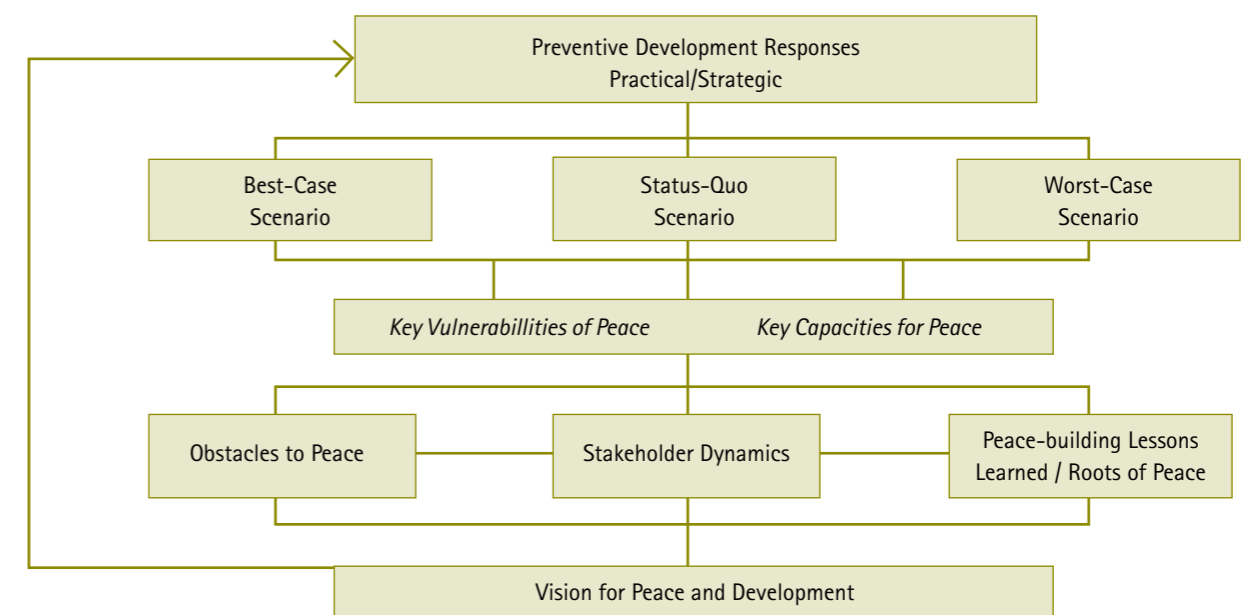 Preventive Development Responses
Practical/Strategic
Best-Case
Scenario
Status-Quo
Scenario
Worst-Case
Scenario
Key Vulnerabillities of Peace
Key Capacities for Peace
Obstacles to Peace
Stakeholder Dynamics
Peace-building Lessons
Learned / Roots of Peace
Vision for Peace and Development